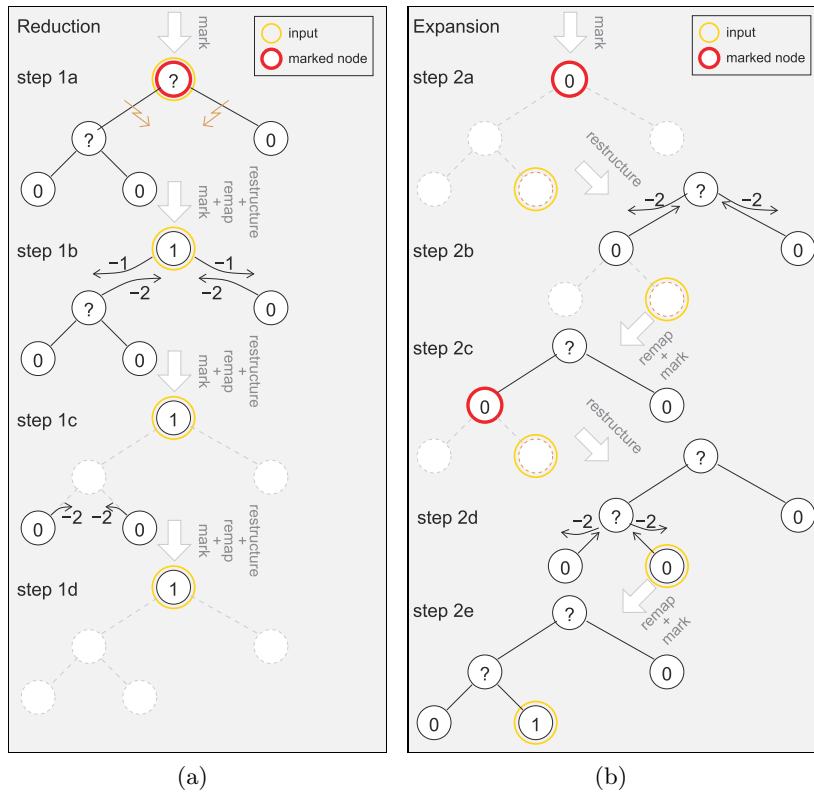 Reduction
mark
input
marked node
step 1a
?
?
0
0
0
mark
+
remap
+
restructure
step 1b
1
−1
−1
−2
−2
?
0
0
0
mark
+
remap
+
restructure
step 1c
1
0
−2
−2
0
mark
+
remap
+
restructure
step 1d
1
(a)
Expansion
mark
input
marked node
step 2a
0
restructure
?
−2
−2
step 2b
0
0
remap
+
mark
step 2c
?
0
0
restructure
?
step 2d
?
0
−2
−2
0
0
remap
+
mark
step 2e
?
?
0
0
1
(b)